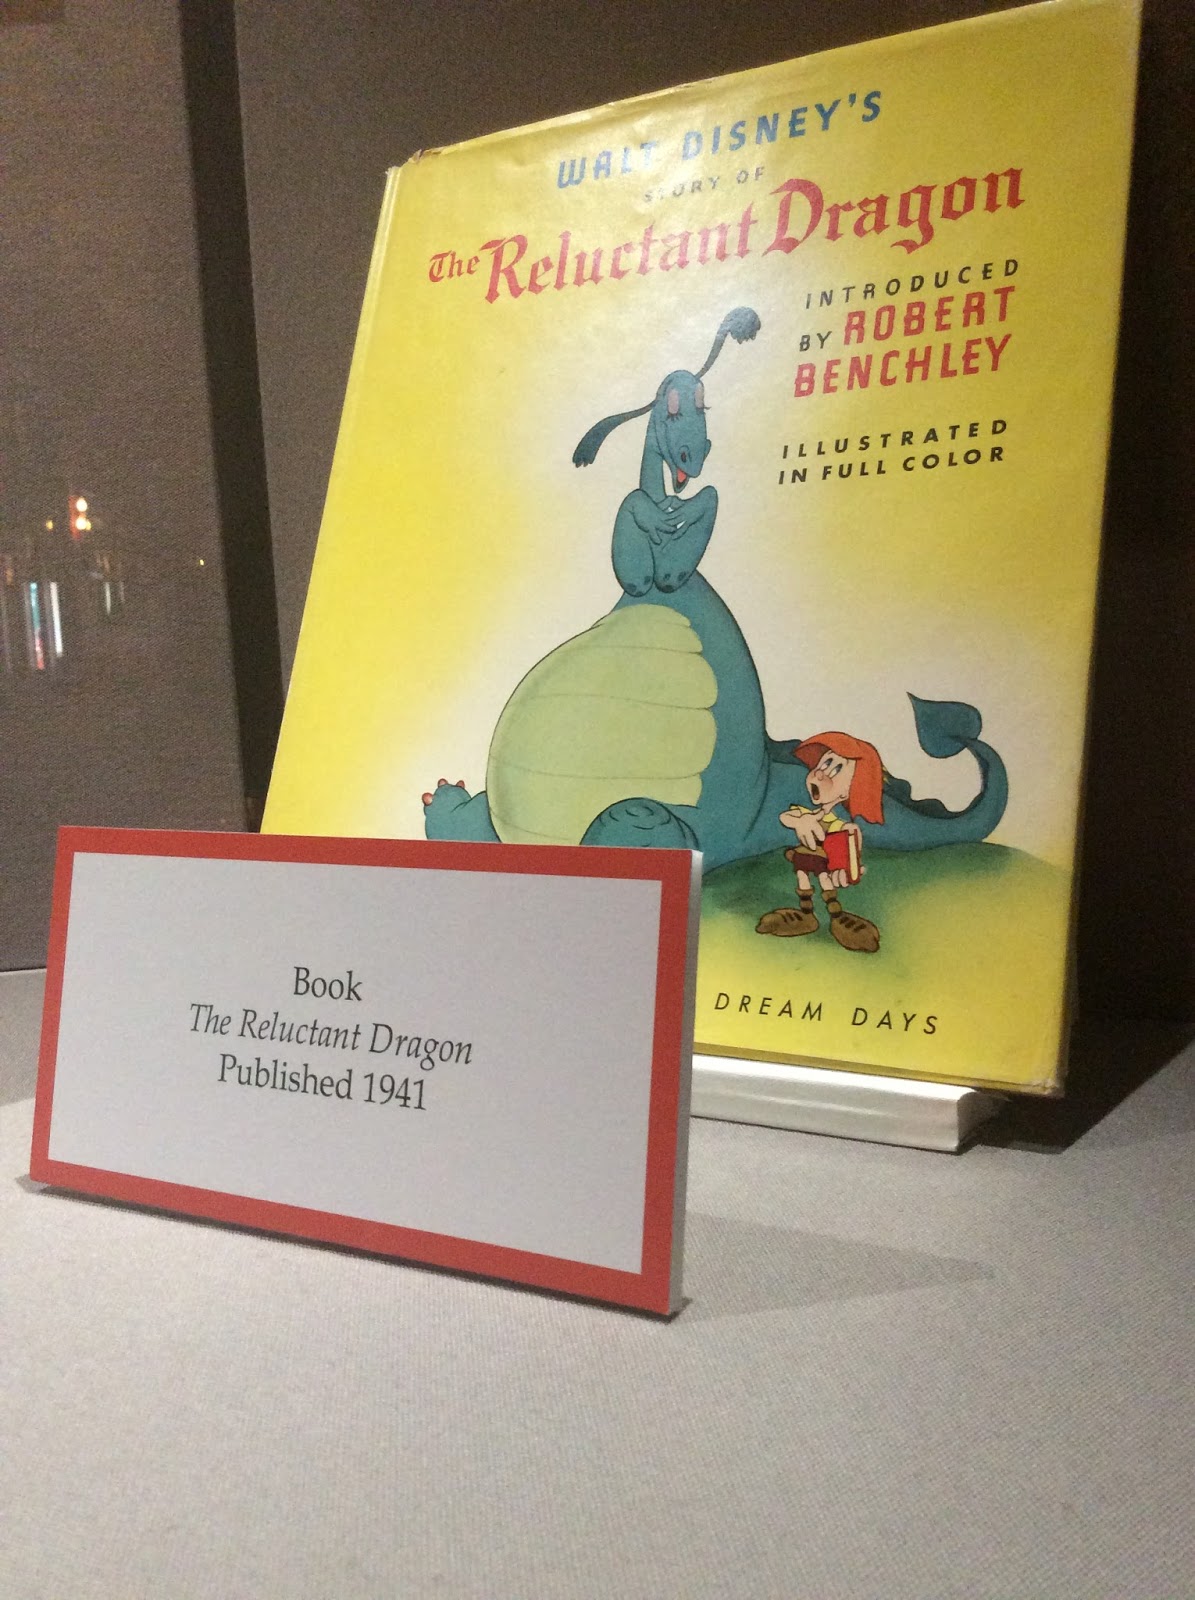 WALT DISNEY'S
STORY OF
The Reluctant Dragon
INTRODUCED
BY ROBERT
BENCHLEY
ILLUSTRATED
IN FULL COLOR
DREAM DAYS
Book
The Reluctant Dragon
Published 1941